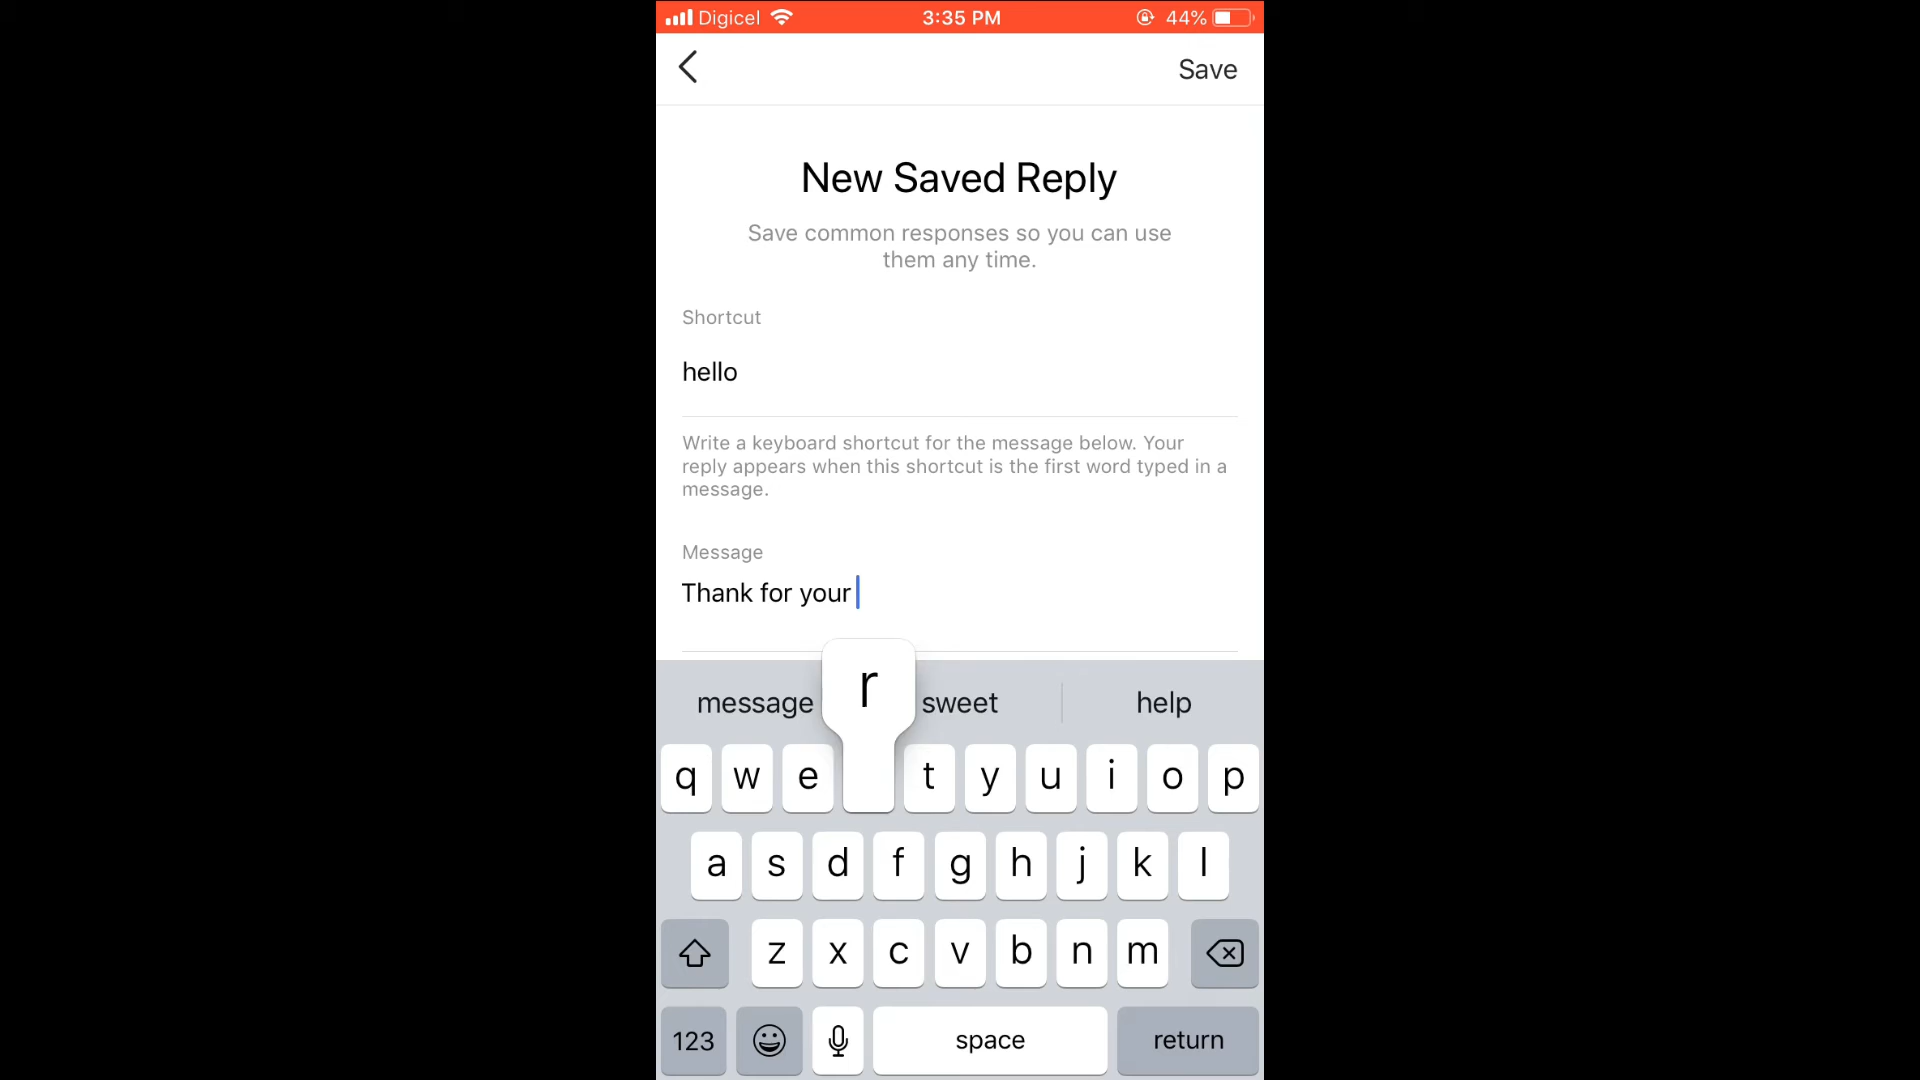 Digicel 3:35 PM 44%
Save
New Saved Reply
Save common responses so you can use
them any time.
Shortcut
hello
Write a keyboard shortcut for the message below. Your
reply appears when this shortcut is the first word typed in a
message.
Message
Thank for your
message r sweet help
q w e t y u i o p
a s d f g h j k l
z x c v b n m
123 space return